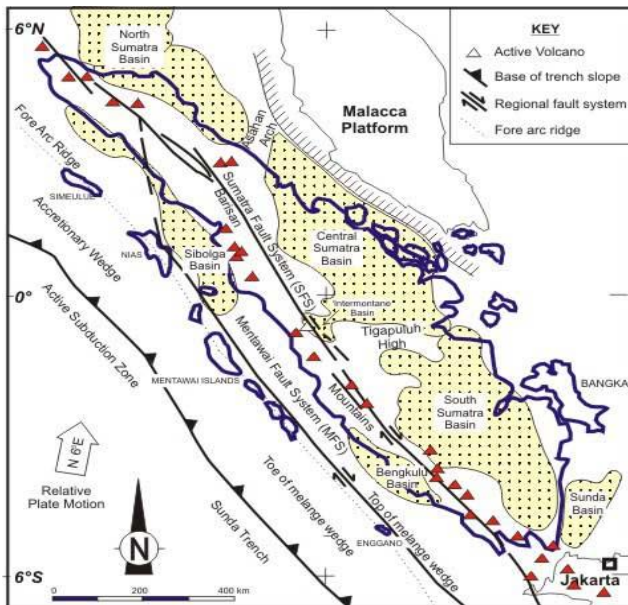 6°N
North
Sumatra
Basin
KEY
Active Volcano
Base of trench slope
Regional fault system
Fore arc ridge
Malacca
Platform
Asahan
Arch
Fore Arc Ridge
SIMEULUE
Accretionary Wedge
Barisan
Sumatra Fault System (SFS)
NIAS
Sibolga
Basin
Central
Sumatra
Basin
0°
Intermontane
Basin
Tigapuluh
High
Active Subduction Zone
Mentawai Fault System (MFS)
MENTAWAI ISLANDS
Mountains
BANGKA
South
Sumatra
Basin
N 6°E
Relative
Plate Motion
Bengkulu
Basin
Sunda
Basin
Toe of melange wedge
Top of melange wedge
Sunda Trench
N
ENGGANO
6°S
Jakarta
0
200
400 km